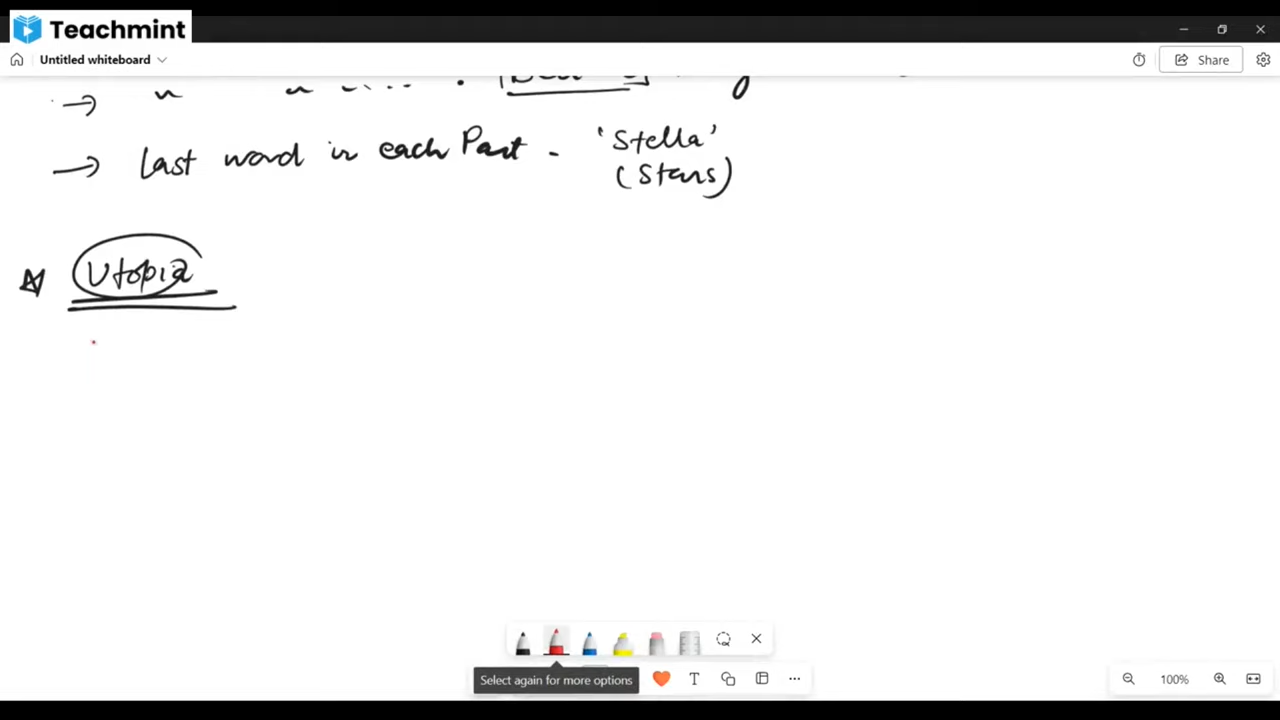 Teachmint
Untitled whiteboard
Share
→ Last word in each Part - 'Stella'
(Stars)
Utopia
Select again for more options
T
100%